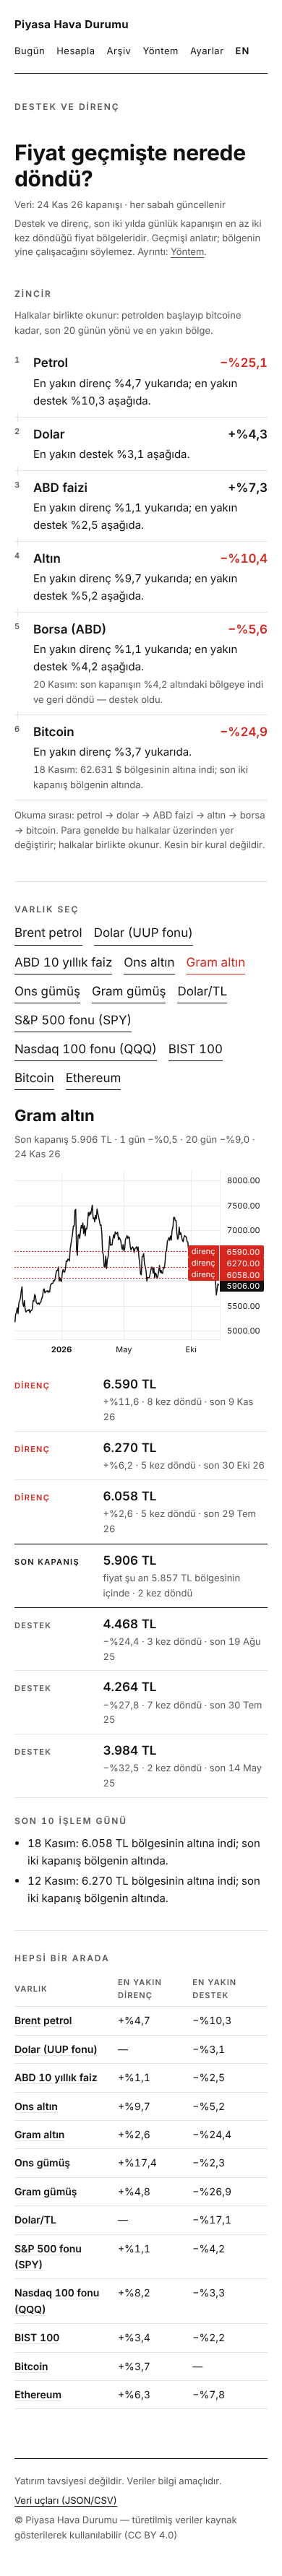 Piyasa Hava Durumu
Bugün Hesapla Arşiv Yöntem Ayarlar EN
DESTEK VE DİRENÇ
Fiyat geçmişte nerede
döndü?
Veri: 24 Kas 26 kapanışı · her sabah güncellenir
Destek ve direnç, son iki yılda günlük kapanışın en az iki
kez döndüğü fiyat bölgeleridir. Geçmişi anlatır; bölgenin
yine çalışacağını söylemez. Ayrıntı: Yöntem.
ZİNCİR
Halkalar birlikte okunur: petrolden başlayıp bitcoine
kadar, son 20 günün yönü ve en yakın bölge.
1 Petrol −%25,1
En yakın direnç %4,7 yukarıda; en yakın
destek %10,3 aşağıda.
2 Dolar +%4,3
En yakın destek %3,1 aşağıda.
3 ABD faizi +%7,3
En yakın direnç %1,1 yukarıda; en yakın
destek %2,5 aşağıda.
4 Altın −%10,4
En yakın direnç %9,7 yukarıda; en yakın
destek %5,2 aşağıda.
5 Borsa (ABD) −%5,6
En yakın direnç %1,1 yukarıda; en yakın
destek %4,2 aşağıda.
20 Kasım: son kapanışın %4,2 altındaki bölgeye indi
ve geri döndü — destek oldu.
6 Bitcoin −%24,9
En yakın direnç %3,7 yukarıda.
18 Kasım: 62.631 $ bölgesinin altına indi; son iki
kapanış bölgenin altında.
Okuma sırası: petrol → dolar → ABD faizi → altın → borsa
→ bitcoin. Para genelde bu halkalar üzerinden yer
değiştirir; halkalar birlikte okunur. Kesin bir kural değildir.
VARLIK SEÇ
Brent petrol Dolar (UUP fonu)
ABD 10 yıllık faiz Ons altın Gram altın
Ons gümüş Gram gümüş Dolar/TL
S&P 500 fonu (SPY)
Nasdaq 100 fonu (QQQ) BIST 100
Bitcoin Ethereum
Gram altın
Son kapanış 5.906 TL · 1 gün −%0,5 · 20 gün −%9,0 ·
24 Kas 26
8000.00
7500.00
7000.00
direnç 6590.00
direnç 6270.00
direnç 6058.00
5906.00
5500.00
5000.00
2026 May Eki
DİRENÇ 6.590 TL
+%11,6 · 8 kez döndü · son 9 Kas
26
DİRENÇ 6.270 TL
+%6,2 · 5 kez döndü · son 30 Eki 26
DİRENÇ 6.058 TL
+%2,6 · 5 kez döndü · son 29 Tem
26
SON KAPANIŞ 5.906 TL
fiyat şu an 5.857 TL bölgesinin
içinde · 2 kez döndü
DESTEK 4.468 TL
−%24,4 · 3 kez döndü · son 19 Ağu
25
DESTEK 4.264 TL
−%27,8 · 7 kez döndü · son 30 Tem
25
DESTEK 3.984 TL
−%32,5 · 2 kez döndü · son 14 May
25
SON 10 İŞLEM GÜNÜ
• 18 Kasım: 6.058 TL bölgesinin altına indi; son
iki kapanış bölgenin altında.
• 12 Kasım: 6.270 TL bölgesinin altına indi; son
iki kapanış bölgenin altında.
HEPSİ BİR ARADA
VARLIK EN YAKIN DİRENÇ EN YAKIN DESTEK
Brent petrol +%4,7 −%10,3
Dolar (UUP fonu) — −%3,1
ABD 10 yıllık faiz +%1,1 −%2,5
Ons altın +%9,7 −%5,2
Gram altın +%2,6 −%24,4
Ons gümüş +%17,4 −%2,3
Gram gümüş +%4,8 −%26,9
Dolar/TL — −%17,1
S&P 500 fonu (SPY) +%1,1 −%4,2
Nasdaq 100 fonu (QQQ) +%8,2 −%3,3
BIST 100 +%3,4 −%2,2
Bitcoin +%3,7 —
Ethereum +%6,3 −%7,8
Yatırım tavsiyesi değildir. Veriler bilgi amaçlıdır.
Veri uçları (JSON/CSV)
© Piyasa Hava Durumu — türetilmiş veriler kaynak
gösterilerek kullanılabilir (CC BY 4.0)